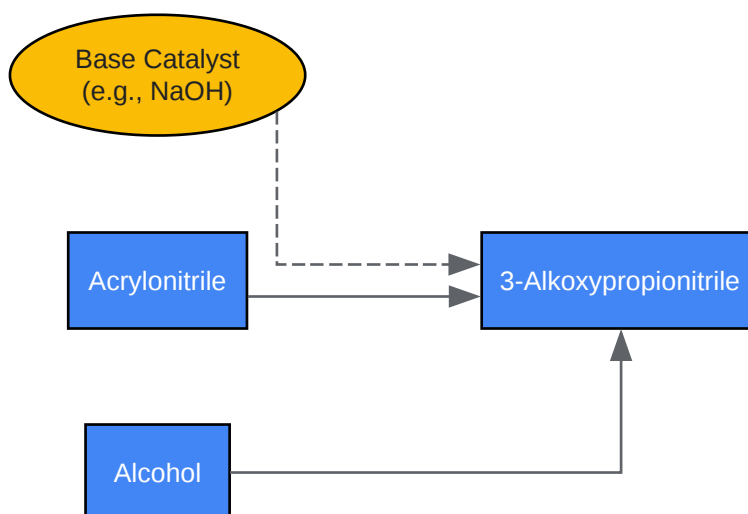 Base Catalyst
(e.g., NaOH)
Acrylonitrile
3-Alkoxypropionitrile
Alcohol